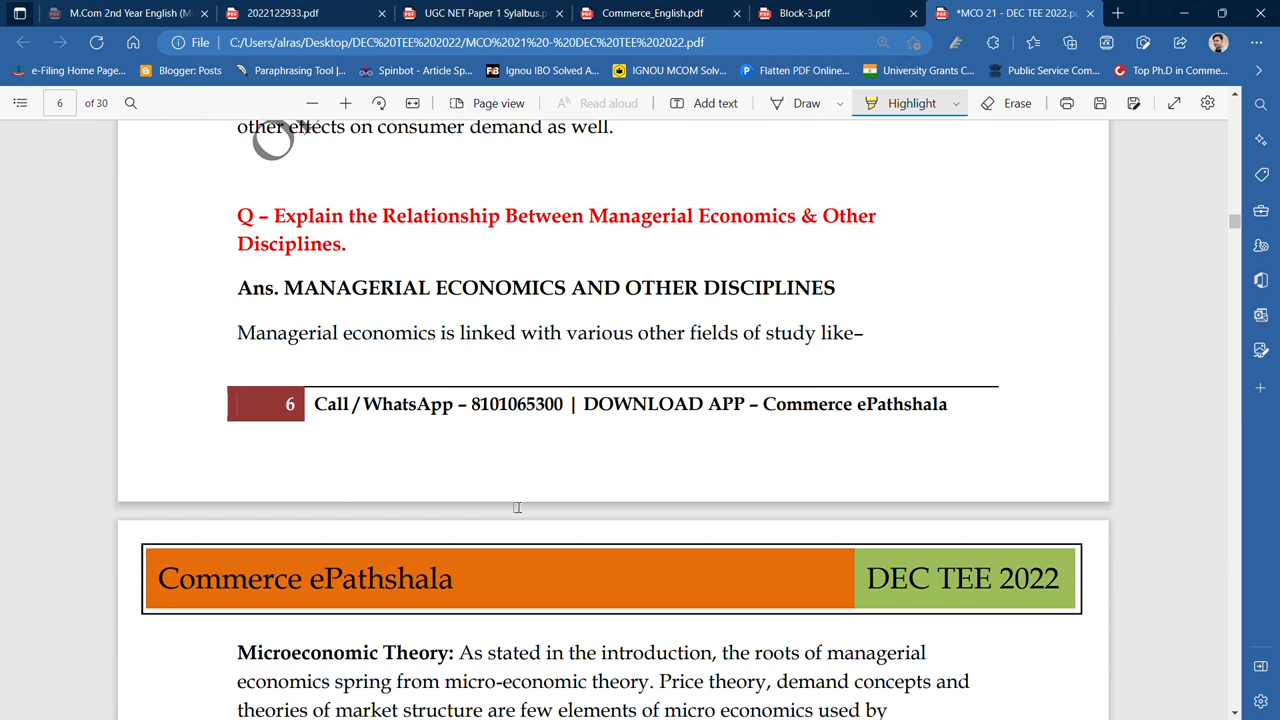 M.Com 2nd Year English (M
2022122933.pdf
UGC NET Paper 1 Sylabus.p
Commerce_English.pdf
Block-3.pdf
*MCO 21 - DEC TEE 2022.p
File
C:/Users/alras/Desktop/DEC%20TEE%202022/MCO%2021%20-%20DEC%20TEE%202022.pdf
e-Filing Home Page...
Blogger: Posts
Paraphrasing Tool |...
Spinbot - Article Sp...
Ignou IBO Solved A...
IGNOU MCOM Solv...
Flatten PDF Online...
University Grants C...
Public Service Com...
Top Ph.D in Comme...
6 of 30
Page view
Read aloud
Add text
Draw
Highlight
Erase
other effects on consumer demand as well.
Q – Explain the Relationship Between Managerial Economics & Other
Disciplines.
Ans. MANAGERIAL ECONOMICS AND OTHER DISCIPLINES
Managerial economics is linked with various other fields of study like–
6 Call / WhatsApp – 8101065300 | DOWNLOAD APP – Commerce ePathshala
Commerce ePathshala
DEC TEE 2022
Microeconomic Theory: As stated in the introduction, the roots of managerial
economics spring from micro-economic theory. Price theory, demand concepts and
theories of market structure are few elements of micro economics used by